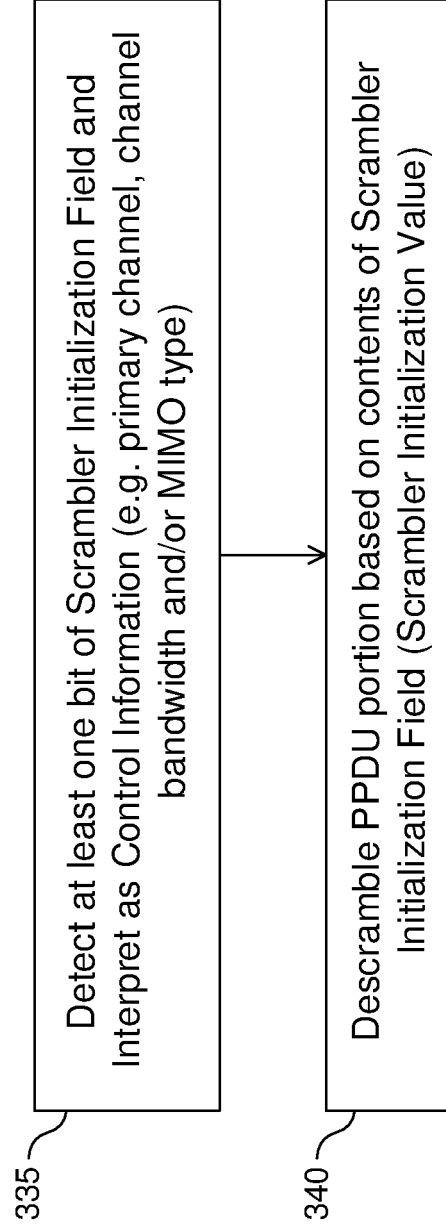 335
Detect at least one bit of Scrambler Initialization Field and
Interpret as Control Information (e.g. primary channel, channel
bandwidth and/or MIMO type)
340
Descramble PPDU portion based on contents of Scrambler
Initialization Field (Scrambler Initialization Value)